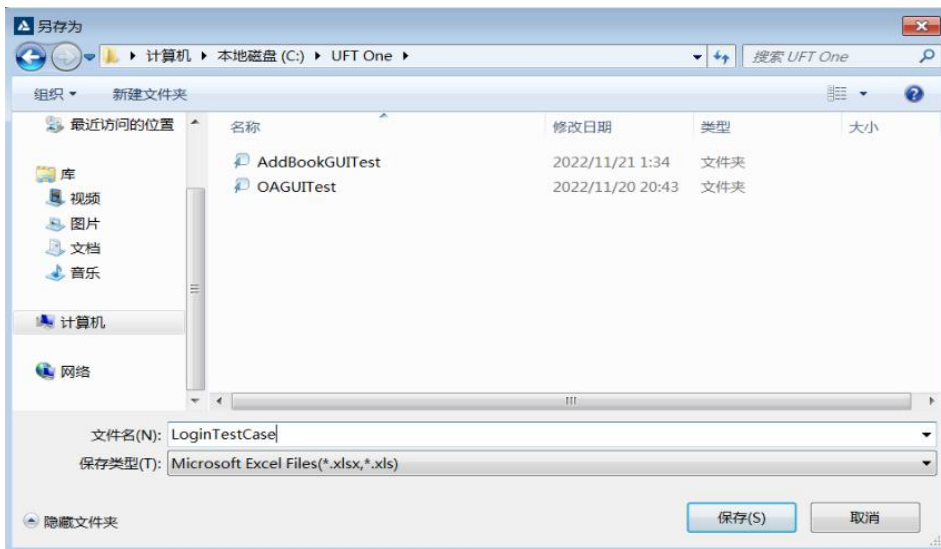 另存为
计算机 本地磁盘 (C:) UFT One 搜索 UFT One
组织 新建文件夹
最近访问的位置 名称 修改日期 类型 大小
AddBookGUITest 2022/11/21 1:34 文件夹
库
OAGUITest 2022/11/20 20:43 文件夹
视频
图片
文档
音乐
计算机
网络
文件名(N): LoginTestCase
保存类型(T): Microsoft Excel Files(*.xlsx,*.xls)
隐藏文件夹 保存(S) 取消